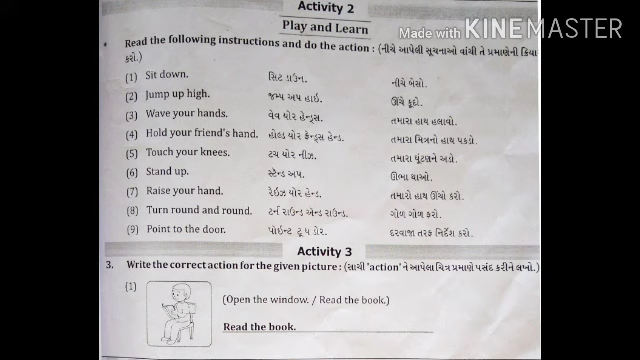 Activity 2
Play and Learn
Made with KINEMASTER
Read the following instructions and do the action : (નીચે આપેલી સૂચનાઓ વાંચી તે પ્રમાણેની ક્રિયા
કરો.)
(1) Sit down. સિટ ડાઉન. નીચે બેસો.
(2) Jump up high. જમ્પ અપ હાઇ. ઊંચે કૂદો.
(3) Wave your hands. વેવ યોર હેન્ડ્સ. તમારા હાથ હલાવો.
(4) Hold your friend's hand. હોલ્ડ યોર ફ્રેન્ડ્સ હેન્ડ. તમારા મિત્રનો હાથ પકડો.
(5) Touch your knees. ટચ યોર નીઝ. તમારા ઘૂંટણને અડો.
(6) Stand up. સ્ટેન્ડ અપ. ઊભા થાઓ.
(7) Raise your hand. રેઇઝ યોર હેન્ડ. તમારો હાથ ઊંચો કરો.
(8) Turn round and round. ટર્ન રાઉન્ડ એન્ડ રાઉન્ડ. ગોળ ગોળ ફરો.
(9) Point to the door. પોઇન્ટ ટૂ ધ ડોર. દરવાજા તરફ નિર્દેશ કરો.
Activity 3
3. Write the correct action for the given picture : (સાચી 'action' ને આપેલા ચિત્ર પ્રમાણે પસંદ કરીને લખો.)
(1) (Open the window. / Read the book.)
Read the book.